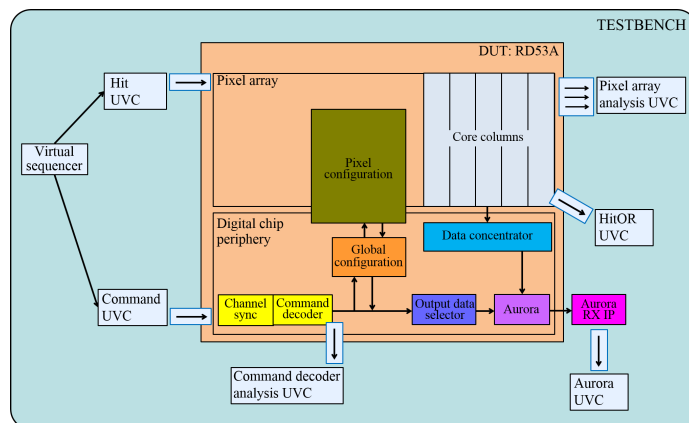 TESTBENCH
DUT: RD53A
Hit
UVC
Pixel array
Pixel array
analysis UVC
Core columns
Virtual
sequencer
Pixel
configuration
HitOR
UVC
Digital chip
periphery
Data concentrator
Global
configuration
Command
UVC
Channel
sync
Command
decoder
Output data
selector
Aurora
Aurora
RX IP
Command decoder
analysis UVC
Aurora
UVC